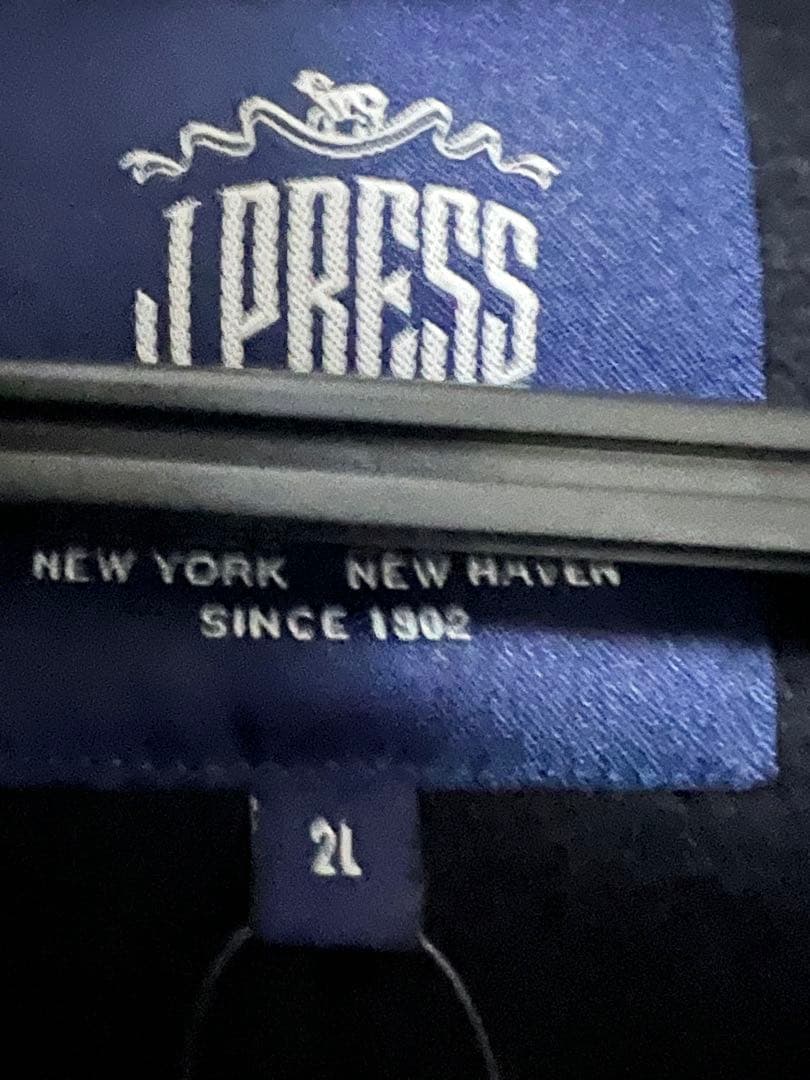 J PRESS
NEW YORK NEW HAVEN
SINCE 1902
2L